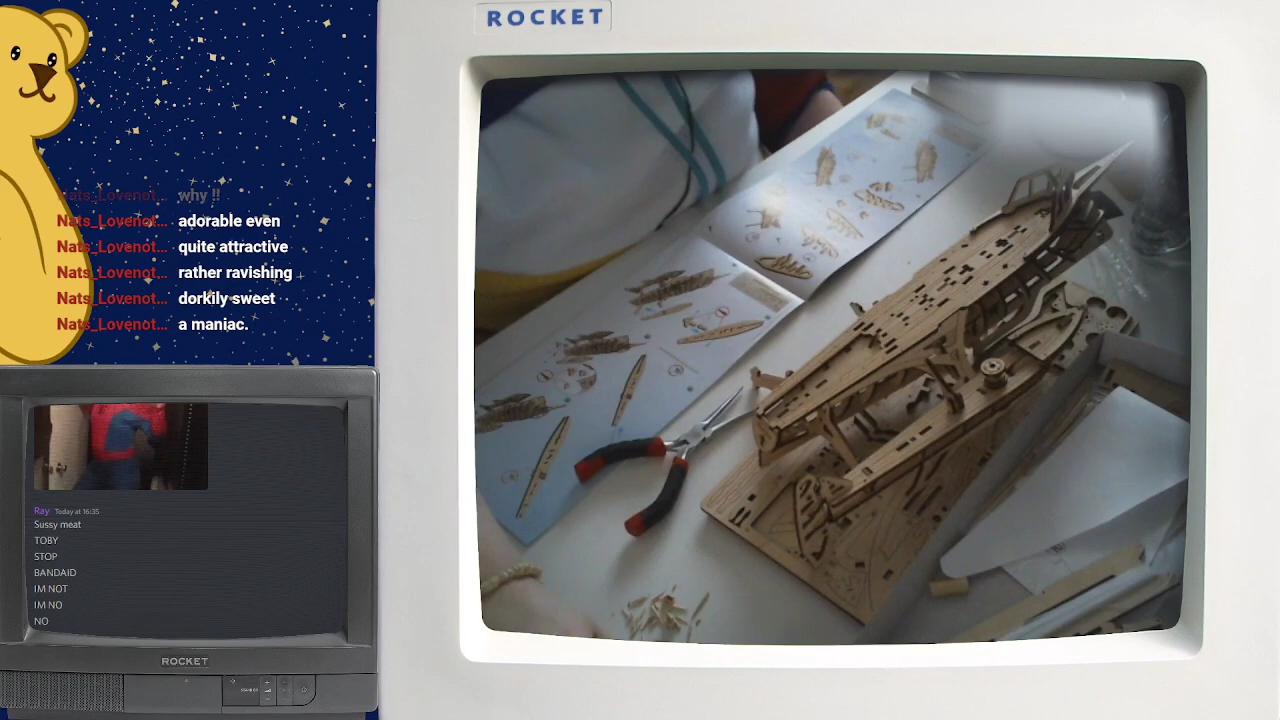 ROCKET
Nats_Lovenot... why !!
Nats_Lovenot... adorable even
Nats_Lovenot... quite attractive
Nats_Lovenot... rather ravishing
Nats_Lovenot... dorkily sweet
Nats_Lovenot... a maniac.
Ray Today at 16:35
Sussy meat
TOBY
STOP
BANDAID
IM NOT
IM NO
NO
ROCKET